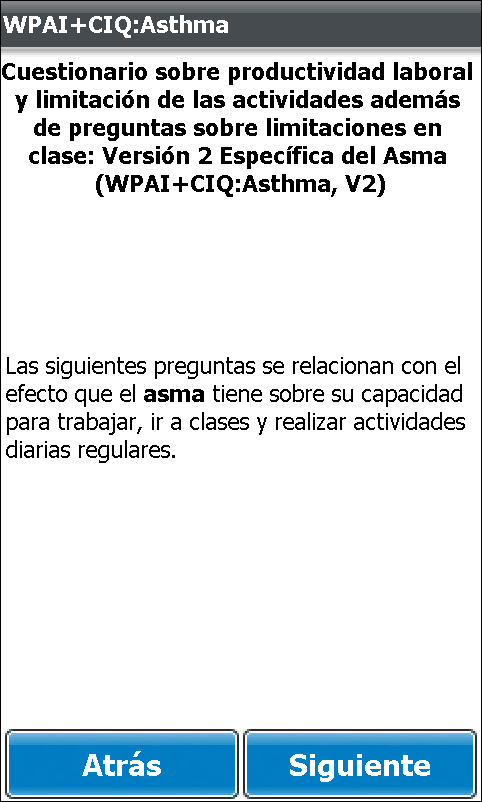 WPAI+CIQ:Asthma
Cuestionario sobre productividad laboral
y limitación de las actividades además
de preguntas sobre limitaciones en
clase: Versión 2 Específica del Asma
(WPAI+CIQ:Asthma, V2)
Las siguientes preguntas se relacionan con el
efecto que el asma tiene sobre su capacidad
para trabajar, ir a clases y realizar actividades
diarias regulares.
Atrás
Siguiente